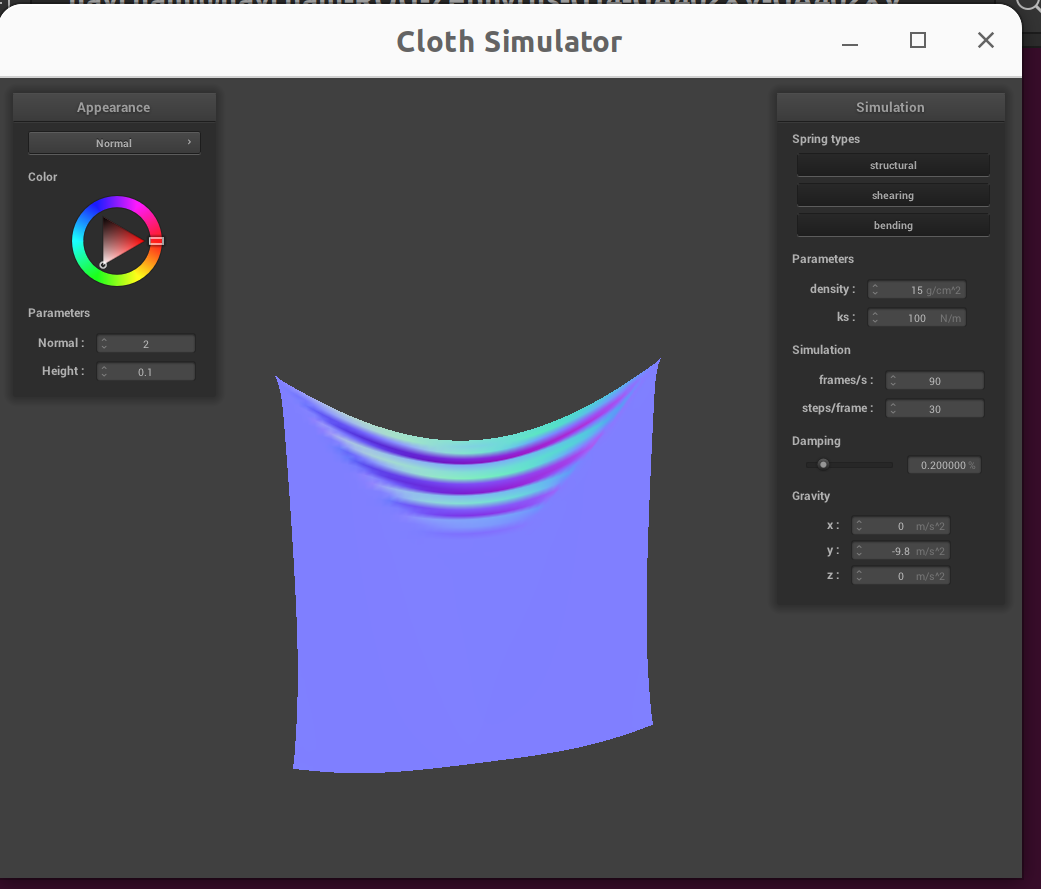 Cloth Simulator
Appearance
Normal
Color
Parameters
Normal : 2
Height : 0.1
Simulation
Spring types
structural
shearing
bending
Parameters
density : 15 g/cm^2
ks : 100 N/m
Simulation
frames/s : 90
steps/frame : 30
Damping
0.200000 %
Gravity
x : 0 m/s^2
y : -9.8 m/s^2
z : 0 m/s^2